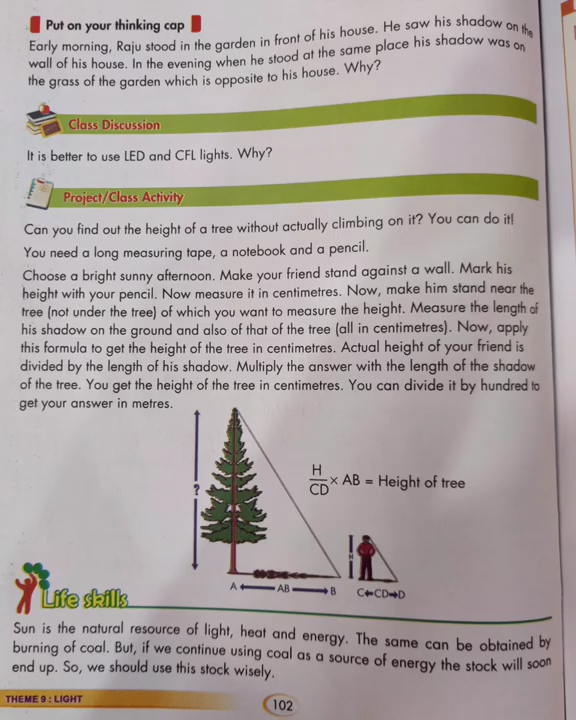 Put on your thinking cap
Early morning, Raju stood in the garden in front of his house. He saw his shadow on the
wall of his house. In the evening when he stood at the same place his shadow was on
the grass of the garden which is opposite to his house. Why?
Class Discussion
It is better to use LED and CFL lights. Why?
Project/Class Activity
Can you find out the height of a tree without actually climbing on it? You can do it!
You need a long measuring tape, a notebook and a pencil.
Choose a bright sunny afternoon. Make your friend stand against a wall. Mark his
height with your pencil. Now measure it in centimetres. Now, make him stand near the
tree (not under the tree) of which you want to measure the height. Measure the length of
his shadow on the ground and also of that of the tree (all in centimetres). Now, apply
this formula to get the height of the tree in centimetres. Actual height of your friend is
divided by the length of his shadow. Multiply the answer with the length of the shadow
of the tree. You get the height of the tree in centimetres. You can divide it by hundred to
get your answer in metres.
?
H
CD × AB = Height of tree
H
A AB B C CD D
Life skills
Sun is the natural resource of light, heat and energy. The same can be obtained by
burning of coal. But, if we continue using coal as a source of energy the stock will soon
end up. So, we should use this stock wisely.
THEME 9 : LIGHT
102